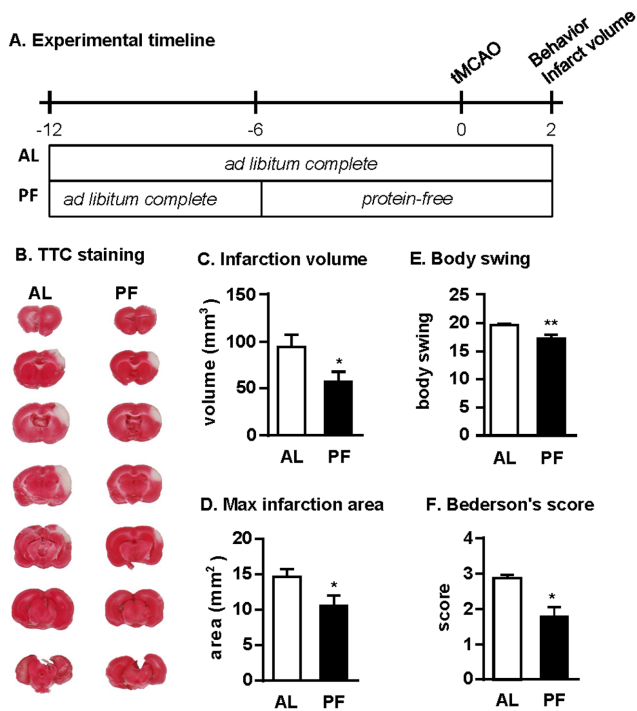 A. Experimental timeline
tMCAO
Behavior
Infarct volume
-12
-6
0
2
AL
ad libitum complete
PF
ad libitum complete
protein-free
B. TTC staining
AL
PF
C. Infarction volume
volume (mm³)
150
100
50
0
*
AL
PF
E. Body swing
body swing
25
20
15
10
5
0
**
AL
PF
D. Max infarction area
area (mm²)
20
15
10
5
0
*
AL
PF
F. Bederson's score
score
4
3
2
1
0
*
AL
PF